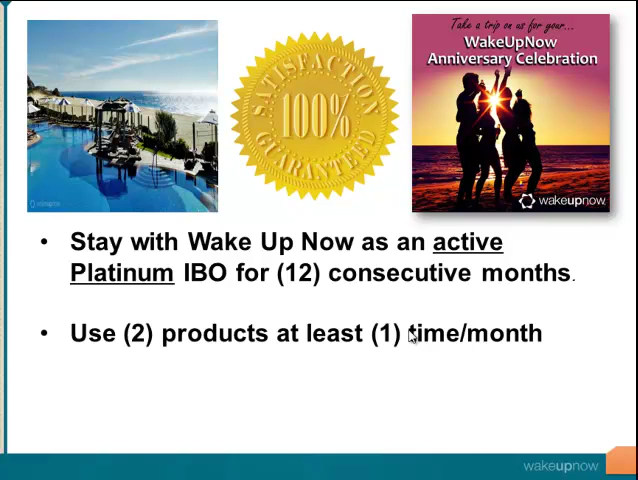 SATISFACTION
100%
GUARANTEED
Take a trip on us for your...
WakeUpNow
Anniversary Celebration
wakeupnow
• Stay with Wake Up Now as an active
Platinum IBO for (12) consecutive months.
• Use (2) products at least (1) time/month
wakeupnow